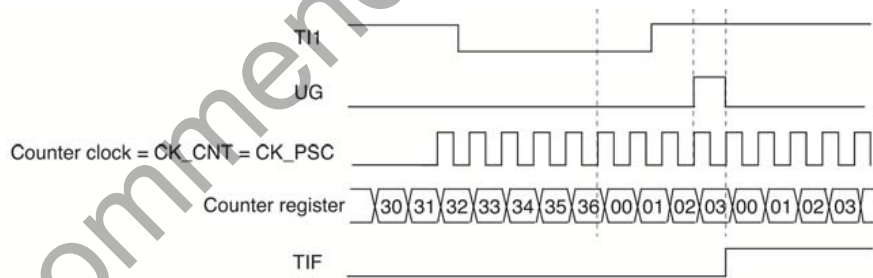 TI1
UG
Counter clock = CK_CNT = CK_PSC
Counter register 30 31 32 33 34 35 36 00 01 02 03 00 01 02 03
TIF